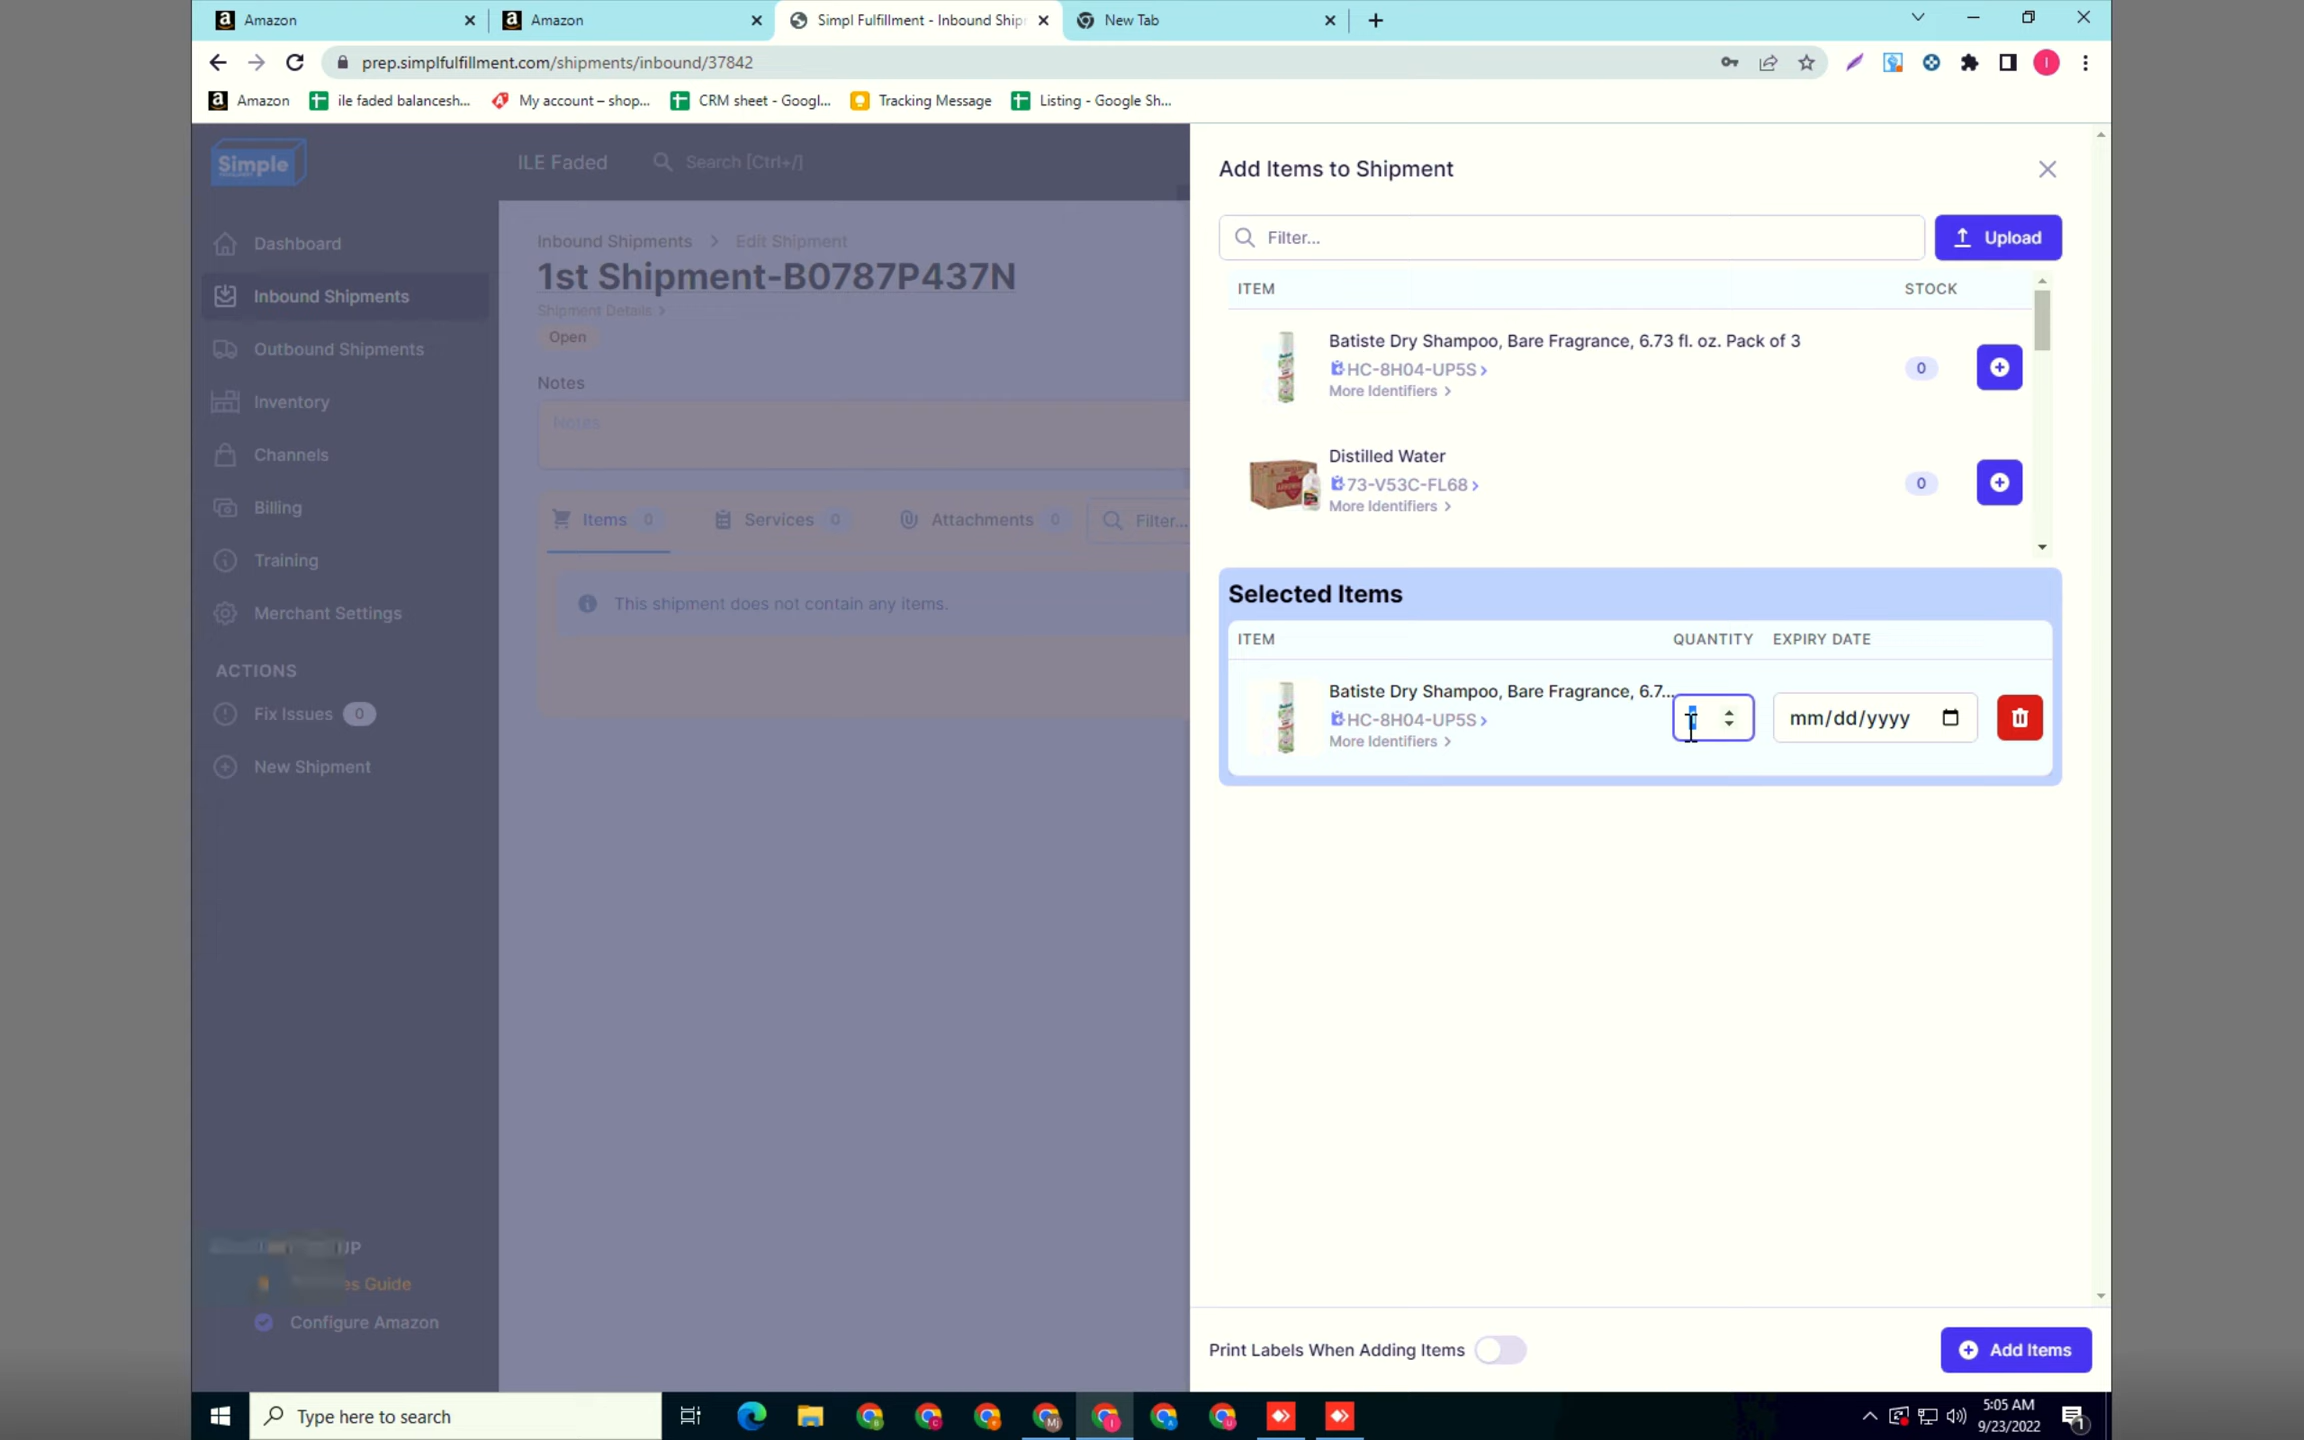 Amazon
Amazon
Simpl Fulfillment - Inbound Ship
New Tab
prep.simplfulfillment.com/shipments/inbound/37842
Amazon
ile faded balancesh...
My account – shop...
CRM sheet - Googl...
Tracking Message
Listing - Google Sh...
Simple
ILE Faded
Search [Ctrl+/]
Dashboard
Inbound Shipments
Outbound Shipments
Inventory
Channels
Billing
Training
Merchant Settings
ACTIONS
Fix Issues 0
New Shipment
UP
es Guide
Configure Amazon
Inbound Shipments > Edit Shipment
1st Shipment-B0787P437N
Shipment Details >
Open
Notes
Notes
Items 0
Services 0
Attachments 0
Filter...
This shipment does not contain any items.
Add Items to Shipment
Filter...
Upload
ITEM STOCK
Batiste Dry Shampoo, Bare Fragrance, 6.73 fl. oz. Pack of 3
HC-8H04-UP5S >
More Identifiers >
0
Distilled Water
73-V53C-FL68 >
More Identifiers >
0
Selected Items
ITEM QUANTITY EXPIRY DATE
Batiste Dry Shampoo, Bare Fragrance, 6.7...
HC-8H04-UP5S >
More Identifiers >
mm/dd/yyyy
Print Labels When Adding Items
Add Items
Type here to search
5:05 AM
9/23/2022
1